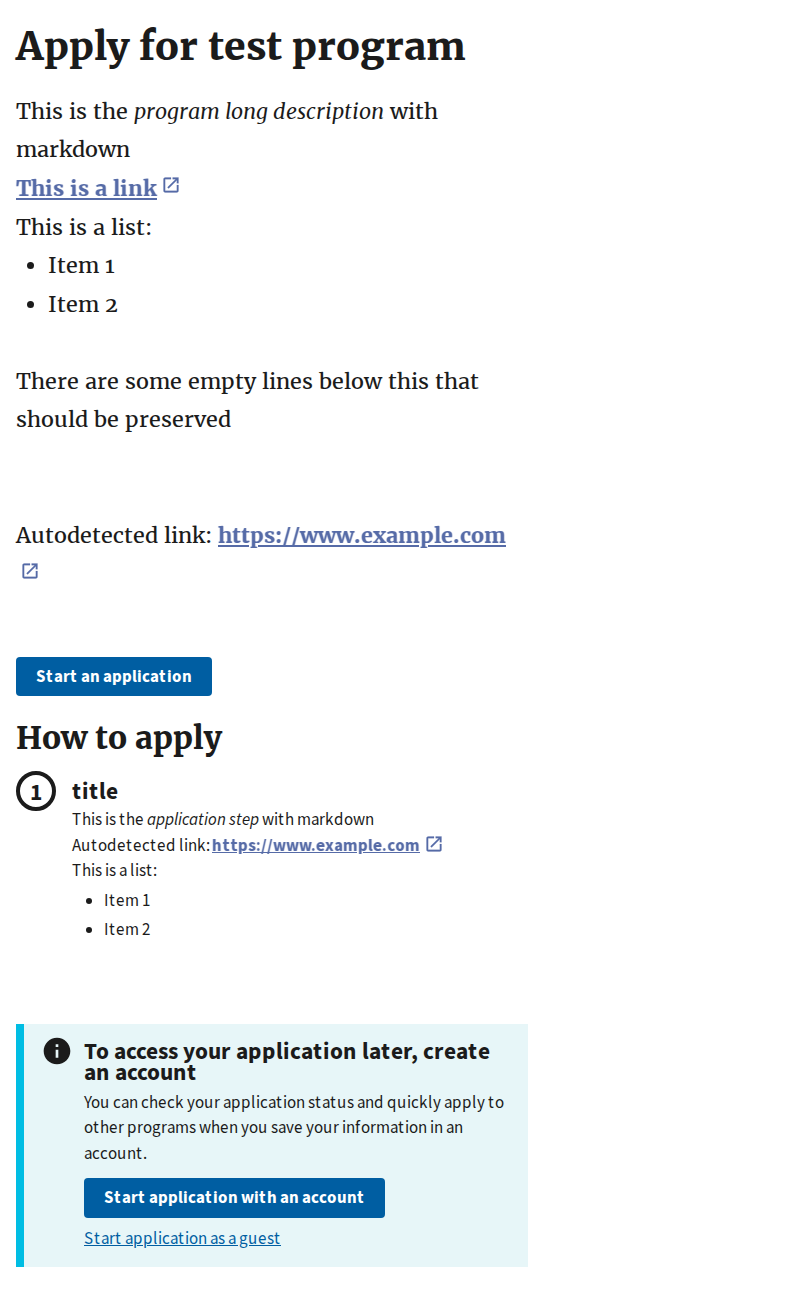 Apply for test program
This is the program long description with
markdown
This is a link
This is a list:
• Item 1
• Item 2
There are some empty lines below this that
should be preserved
Autodetected link: https://www.example.com
Start an application
How to apply
1 title
This is the application step with markdown
Autodetected link: https://www.example.com
This is a list:
• Item 1
• Item 2
To access your application later, create
an account
You can check your application status and quickly apply to
other programs when you save your information in an
account.
Start application with an account
Start application as a guest